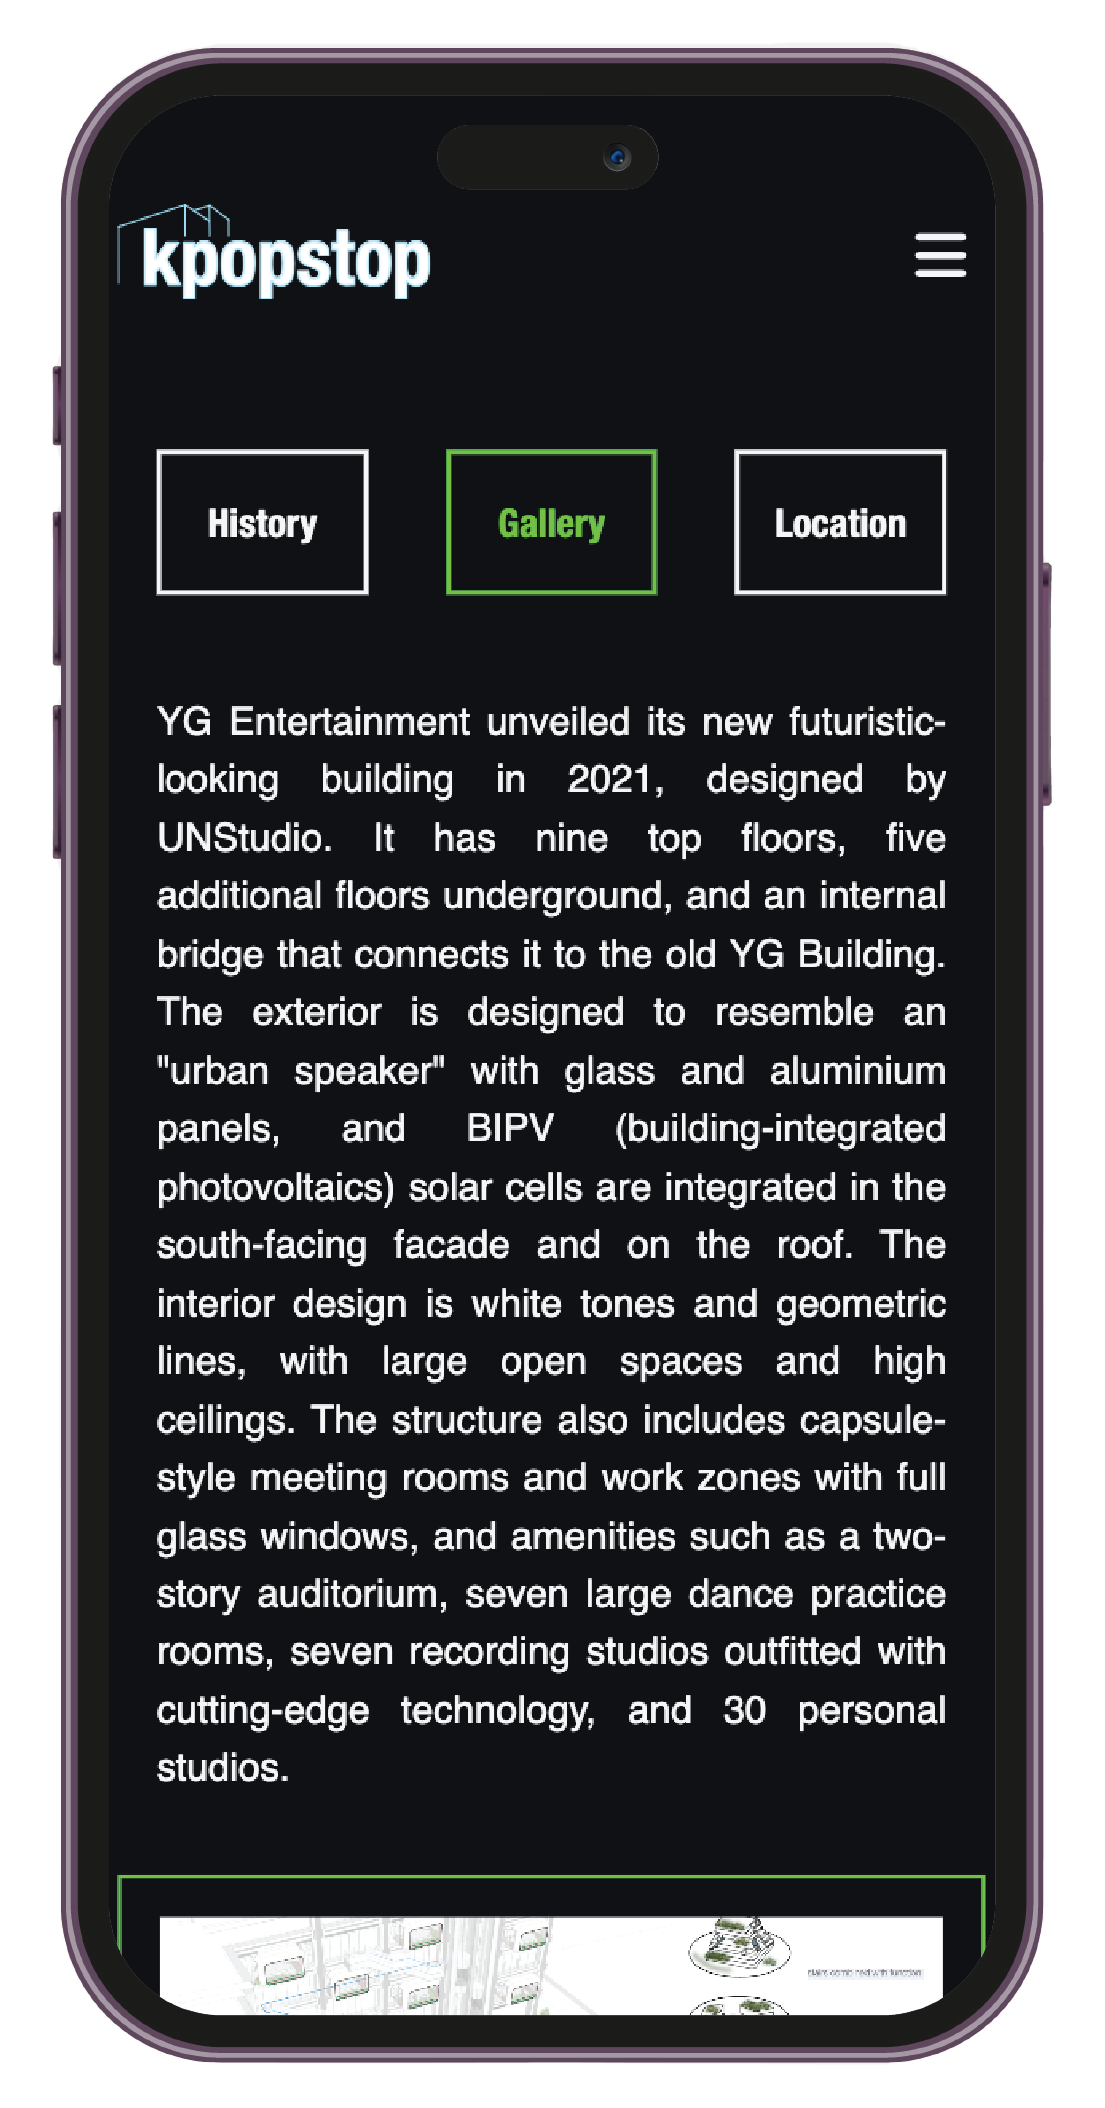 kpopstop
History
Gallery
Location
YG Entertainment unveiled its new futuristic-
looking building in 2021, designed by
UNStudio. It has nine top floors, five
additional floors underground, and an internal
bridge that connects it to the old YG Building.
The exterior is designed to resemble an
"urban speaker" with glass and aluminium
panels, and BIPV (building-integrated
photovoltaics) solar cells are integrated in the
south-facing facade and on the roof. The
interior design is white tones and geometric
lines, with large open spaces and high
ceilings. The structure also includes capsule-
style meeting rooms and work zones with full
glass windows, and amenities such as a two-
story auditorium, seven large dance practice
rooms, seven recording studios outfitted with
cutting-edge technology, and 30 personal
studios.
stairs combined with function